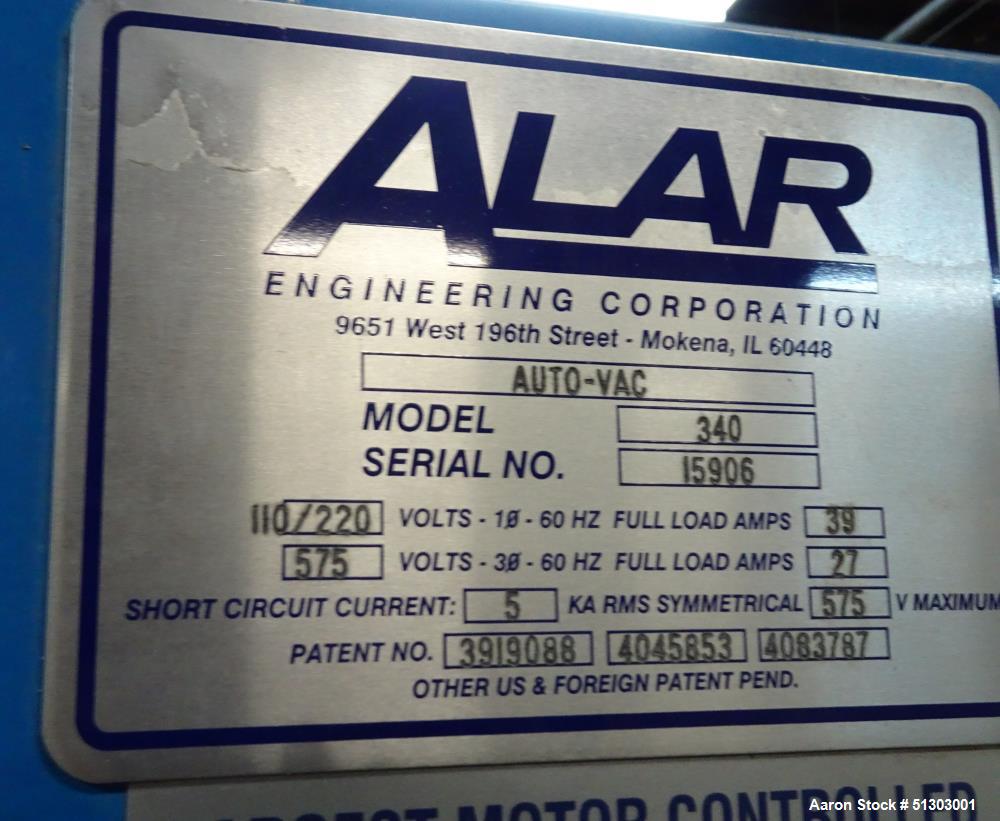 ALAR
ENGINEERING CORPORATION
9651 West 196th Street - Mokena, IL 60448
AUTO-VAC
MODEL 340
SERIAL NO. 15906
110/220 VOLTS - 1Ø - 60 HZ FULL LOAD AMPS 39
575 VOLTS - 3Ø - 60 HZ FULL LOAD AMPS 27
SHORT CIRCUIT CURRENT: 5 KA RMS SYMMETRICAL 575 V MAXIMUM
PATENT NO. 3919088 4045853 4083787
OTHER US & FOREIGN PATENT PEND.
MOTOR CONTROLLED
Aaron Stock # 51303001